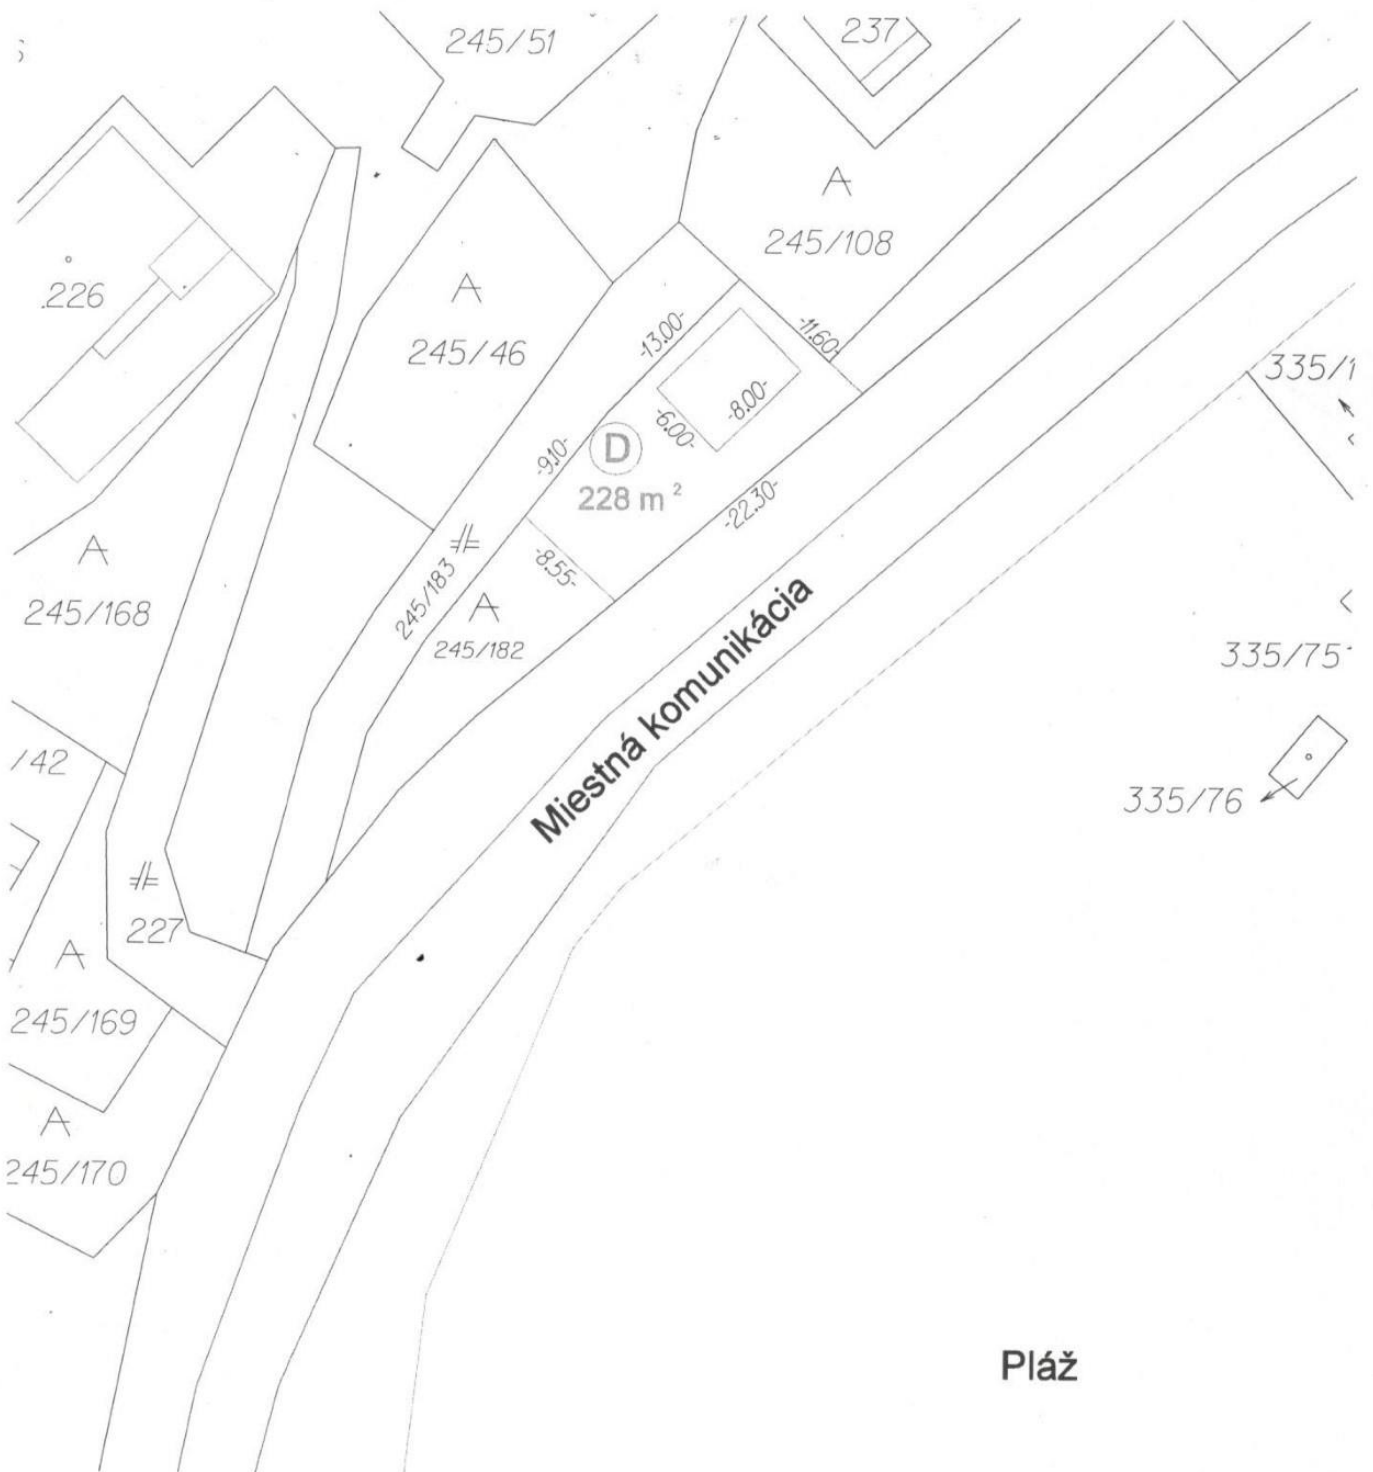 245/51
237
A
245/108
226
A
245/46
-13.00-
-11.60-
335/1
-6.00-
-8.00-
-9.10-
D
228 m²
-22.30-
A
245/168
-8.55-
245/183
A
245/182
Miestná komunikácia
335/75
/42
335/76
227
A
245/169
A
245/170
Pláž